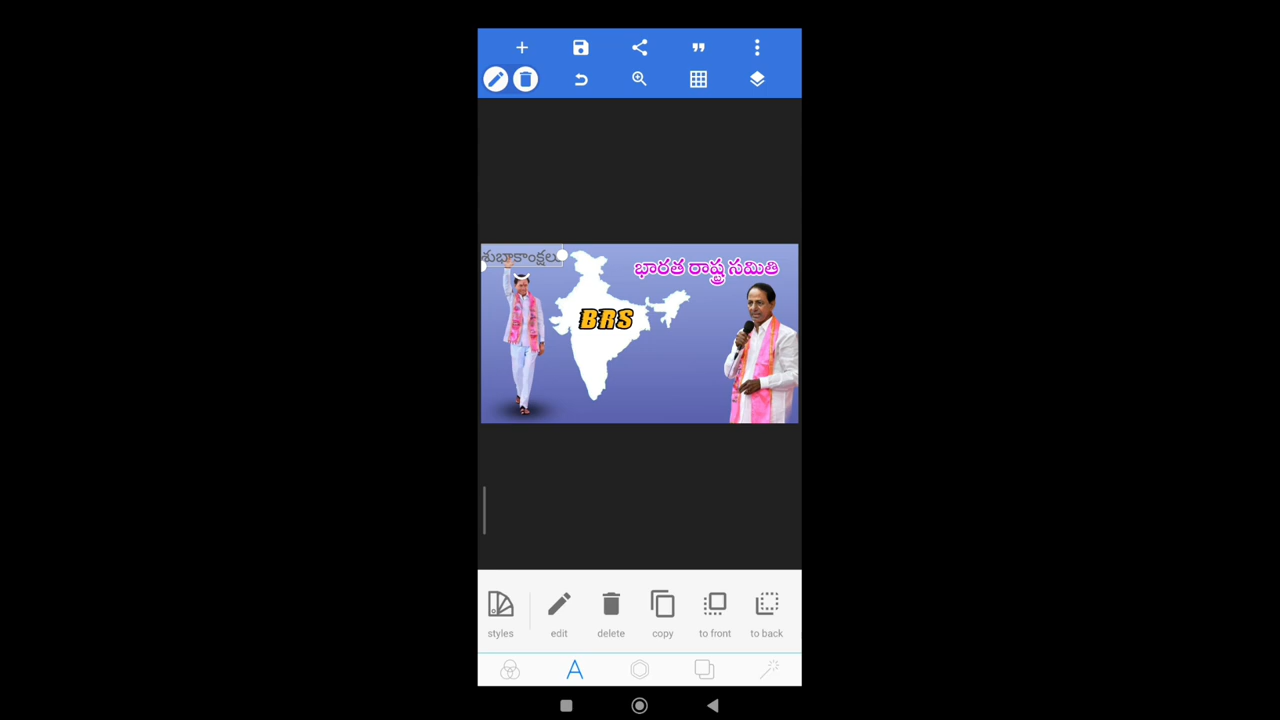 శుభాకాంక్షలు
భారత రాష్ట్ర సమితి
BRS
styles
edit
delete
copy
to front
to back